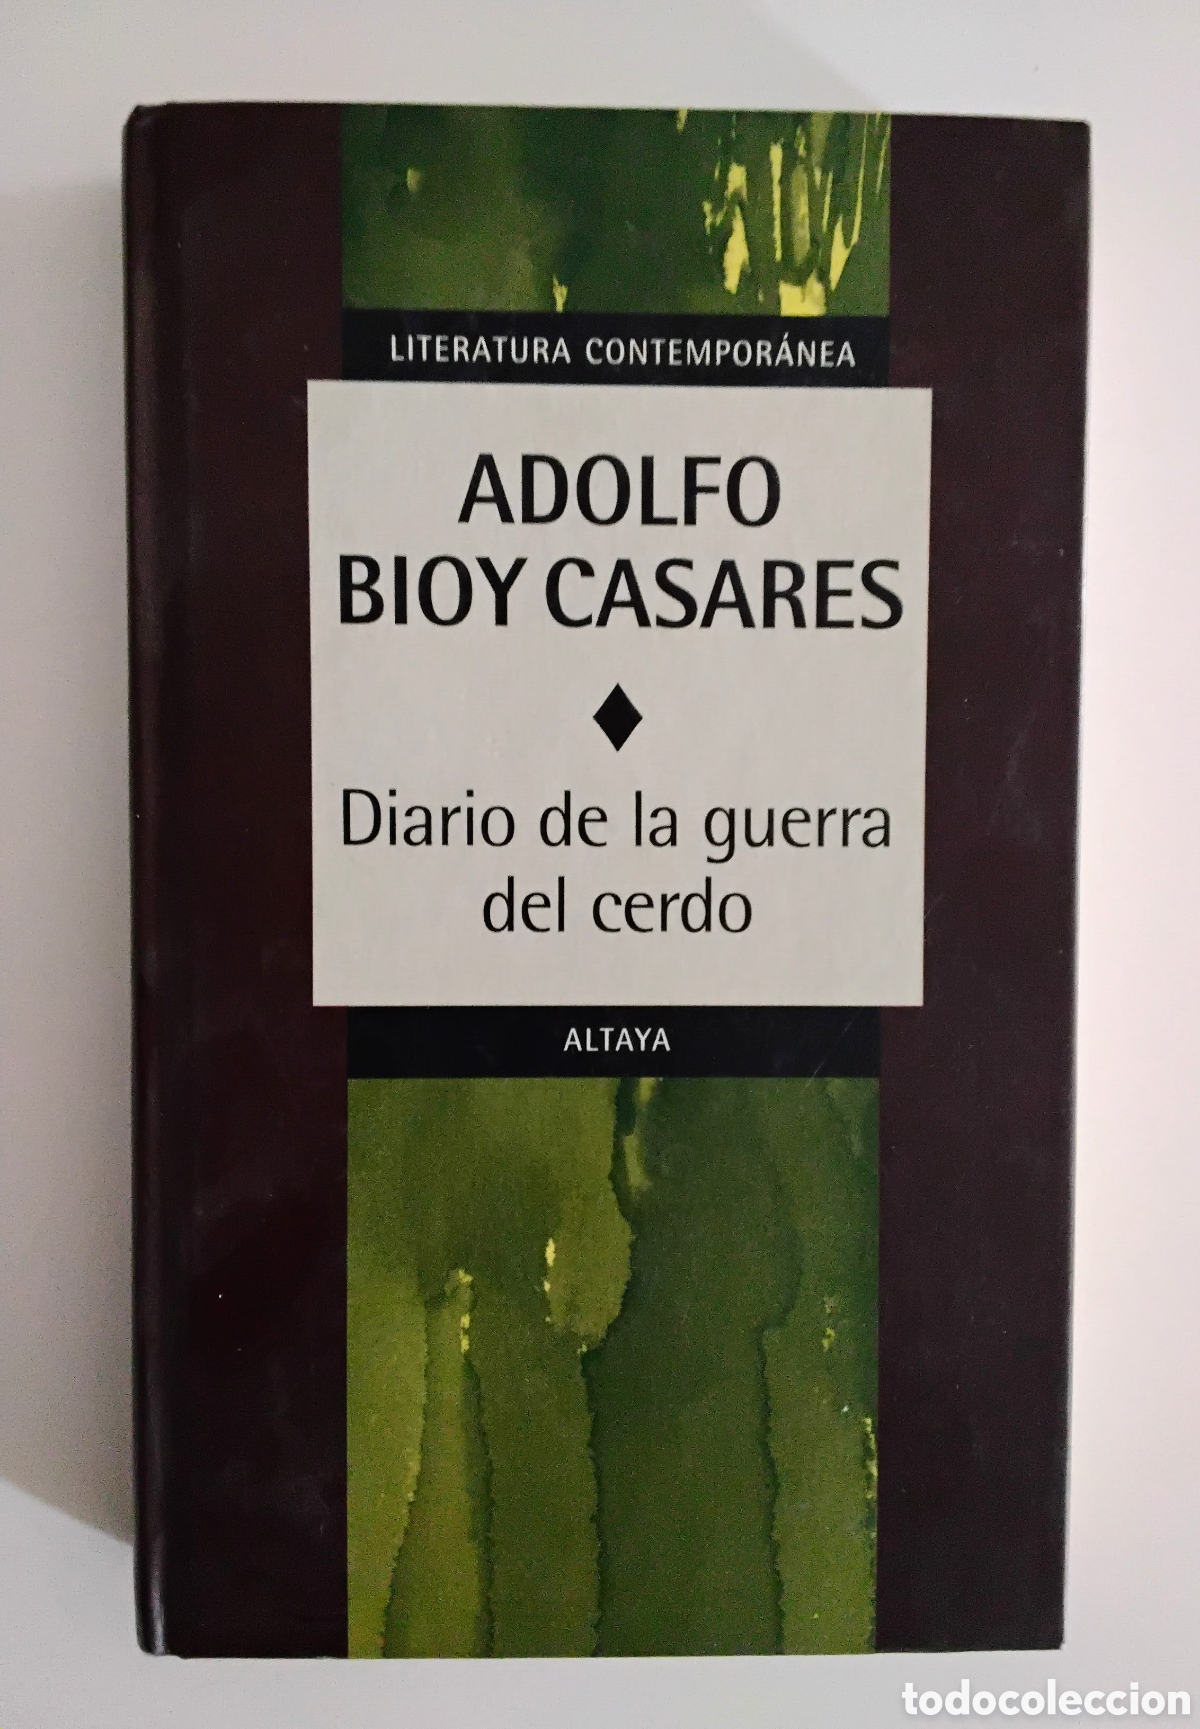 LITERATURA CONTEMPORÁNEA
ADOLFO
BIOY CASARES
Diario de la guerra
del cerdo
ALTAYA
todocoleccion